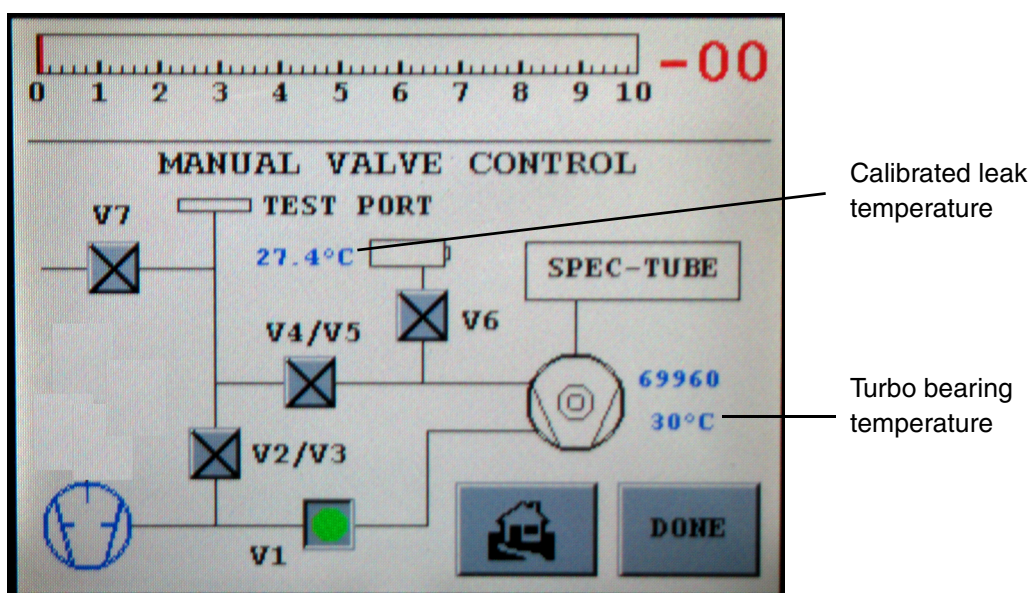 -00
0 1 2 3 4 5 6 7 8 9 10
MANUAL VALVE CONTROL
TEST PORT
V7
27.4°C
SPEC-TUBE
V6
V4/V5
69960
30°C
V2/V3
V1
DONE
Calibrated leak
temperature
Turbo bearing
temperature